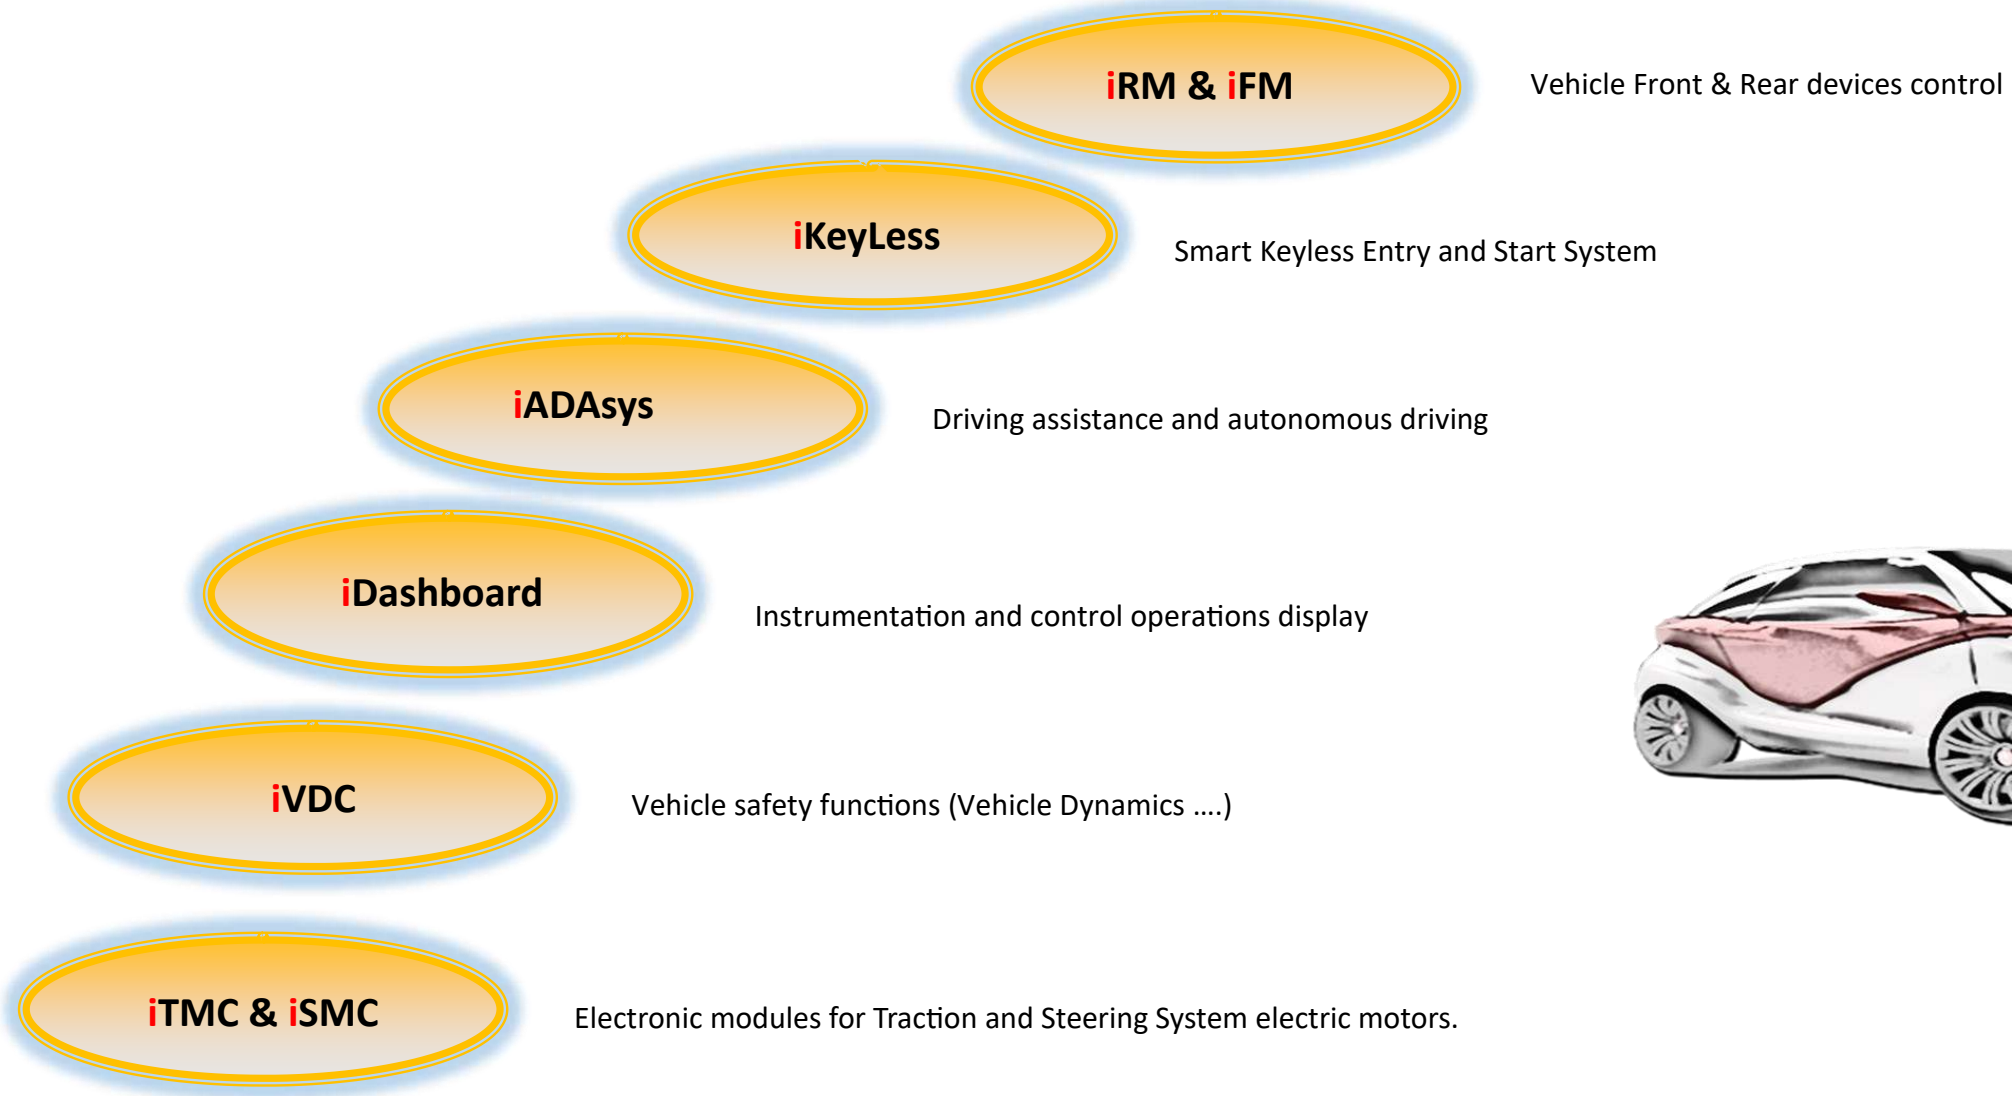 iRM & iFM
Vehicle Front & Rear devices control
iKeyLess
Smart Keyless Entry and Start System
iADAsys
Driving assistance and autonomous driving
iDashboard
Instrumentation and control operations display
iVDC
Vehicle safety functions (Vehicle Dynamics ....)
iTMC & iSMC
Electronic modules for Traction and Steering System electric motors.